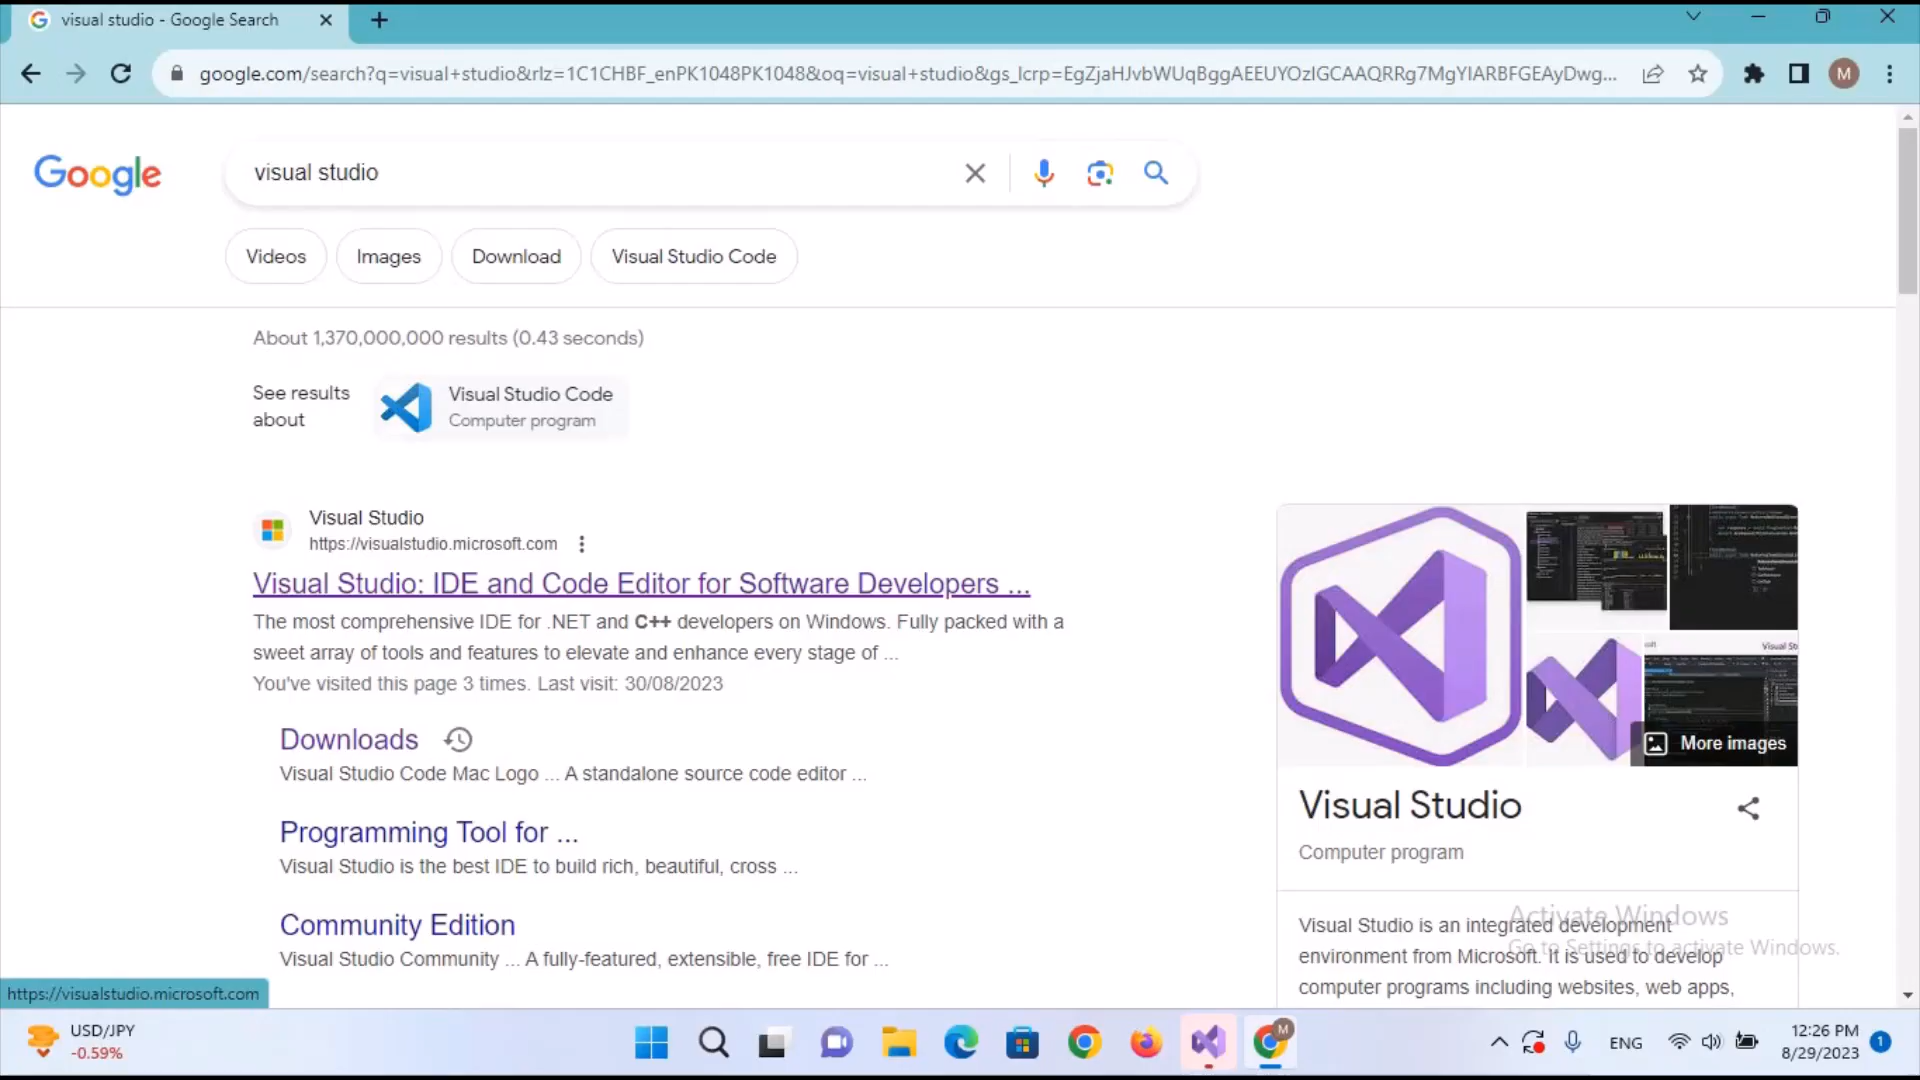 visual studio - Google Search
google.com/search?q=visual+studio&rlz=1C1CHBF_enPK1048PK1048&oq=visual+studio&gs_lcrp=EgZjaHJvbWUqBggAEEUYOzIGCAAQRRg7MgYIARBFGEAyDwg...
M
Google
visual studio
Videos
Images
Download
Visual Studio Code
About 1,370,000,000 results (0.43 seconds)
See results
about
Visual Studio Code
Computer program
Visual Studio
https://visualstudio.microsoft.com
Visual Studio: IDE and Code Editor for Software Developers ...
The most comprehensive IDE for .NET and C++ developers on Windows. Fully packed with a
sweet array of tools and features to elevate and enhance every stage of ...
You've visited this page 3 times. Last visit: 30/08/2023
Downloads
Visual Studio Code Mac Logo ... A standalone source code editor ...
Programming Tool for ...
Visual Studio is the best IDE to build rich, beautiful, cross ...
Community Edition
Visual Studio Community ... A fully-featured, extensible, free IDE for ...
More images
Visual Studio
Computer program
Visual Studio is an integrated development
environment from Microsoft. It is used to develop
computer programs including websites, web apps,
Activate Windows
Go to Settings to activate Windows.
https://visualstudio.microsoft.com
USD/JPY
-0.59%
M
ENG
12:26 PM
8/29/2023
1